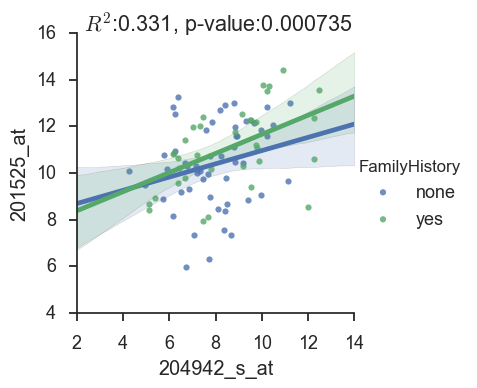 R²:0.331, p-value:0.000735
16
14
12
10
8
6
4
201525_at
2 4 6 8 10 12 14
204942_s_at
FamilyHistory
none
yes